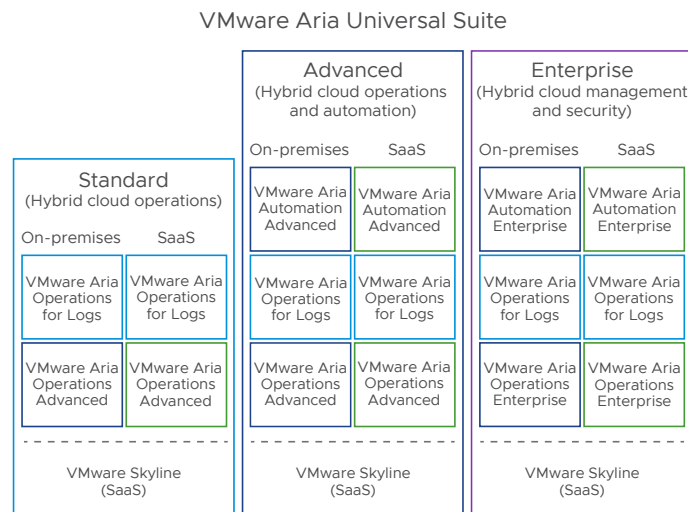 VMware Aria Universal Suite
Standard
(Hybrid cloud operations)
On-premises
SaaS
VMware Aria
Operations
for Logs
VMware Aria
Operations
for Logs
VMware Aria
Operations
Advanced
VMware Aria
Operations
Advanced
VMware Skyline
(SaaS)
Advanced
(Hybrid cloud operations
and automation)
On-premises
SaaS
VMware Aria
Automation
Advanced
VMware Aria
Automation
Advanced
VMware Aria
Operations
for Logs
VMware Aria
Operations
for Logs
VMware Aria
Operations
Advanced
VMware Aria
Operations
Advanced
VMware Skyline
(SaaS)
Enterprise
(Hybrid cloud management
and security)
On-premises
SaaS
VMware Aria
Automation
Enterprise
VMware Aria
Automation
Enterprise
VMware Aria
Operations
for Logs
VMware Aria
Operations
for Logs
VMware Aria
Operations
Enterprise
VMware Aria
Operations
Enterprise
VMware Skyline
(SaaS)